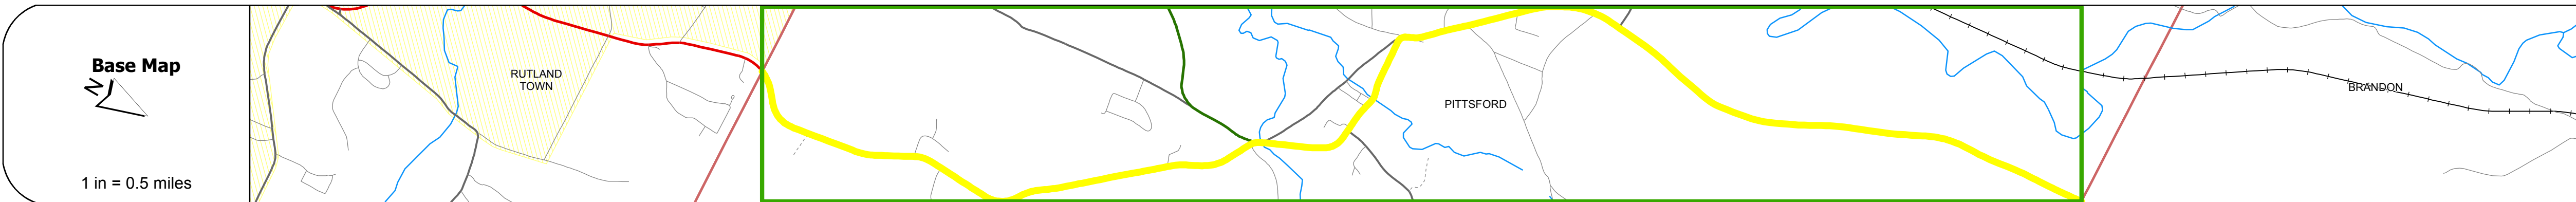 Base Map
N
1 in = 0.5 miles
RUTLAND
TOWN
PITTSFORD
BRANDON